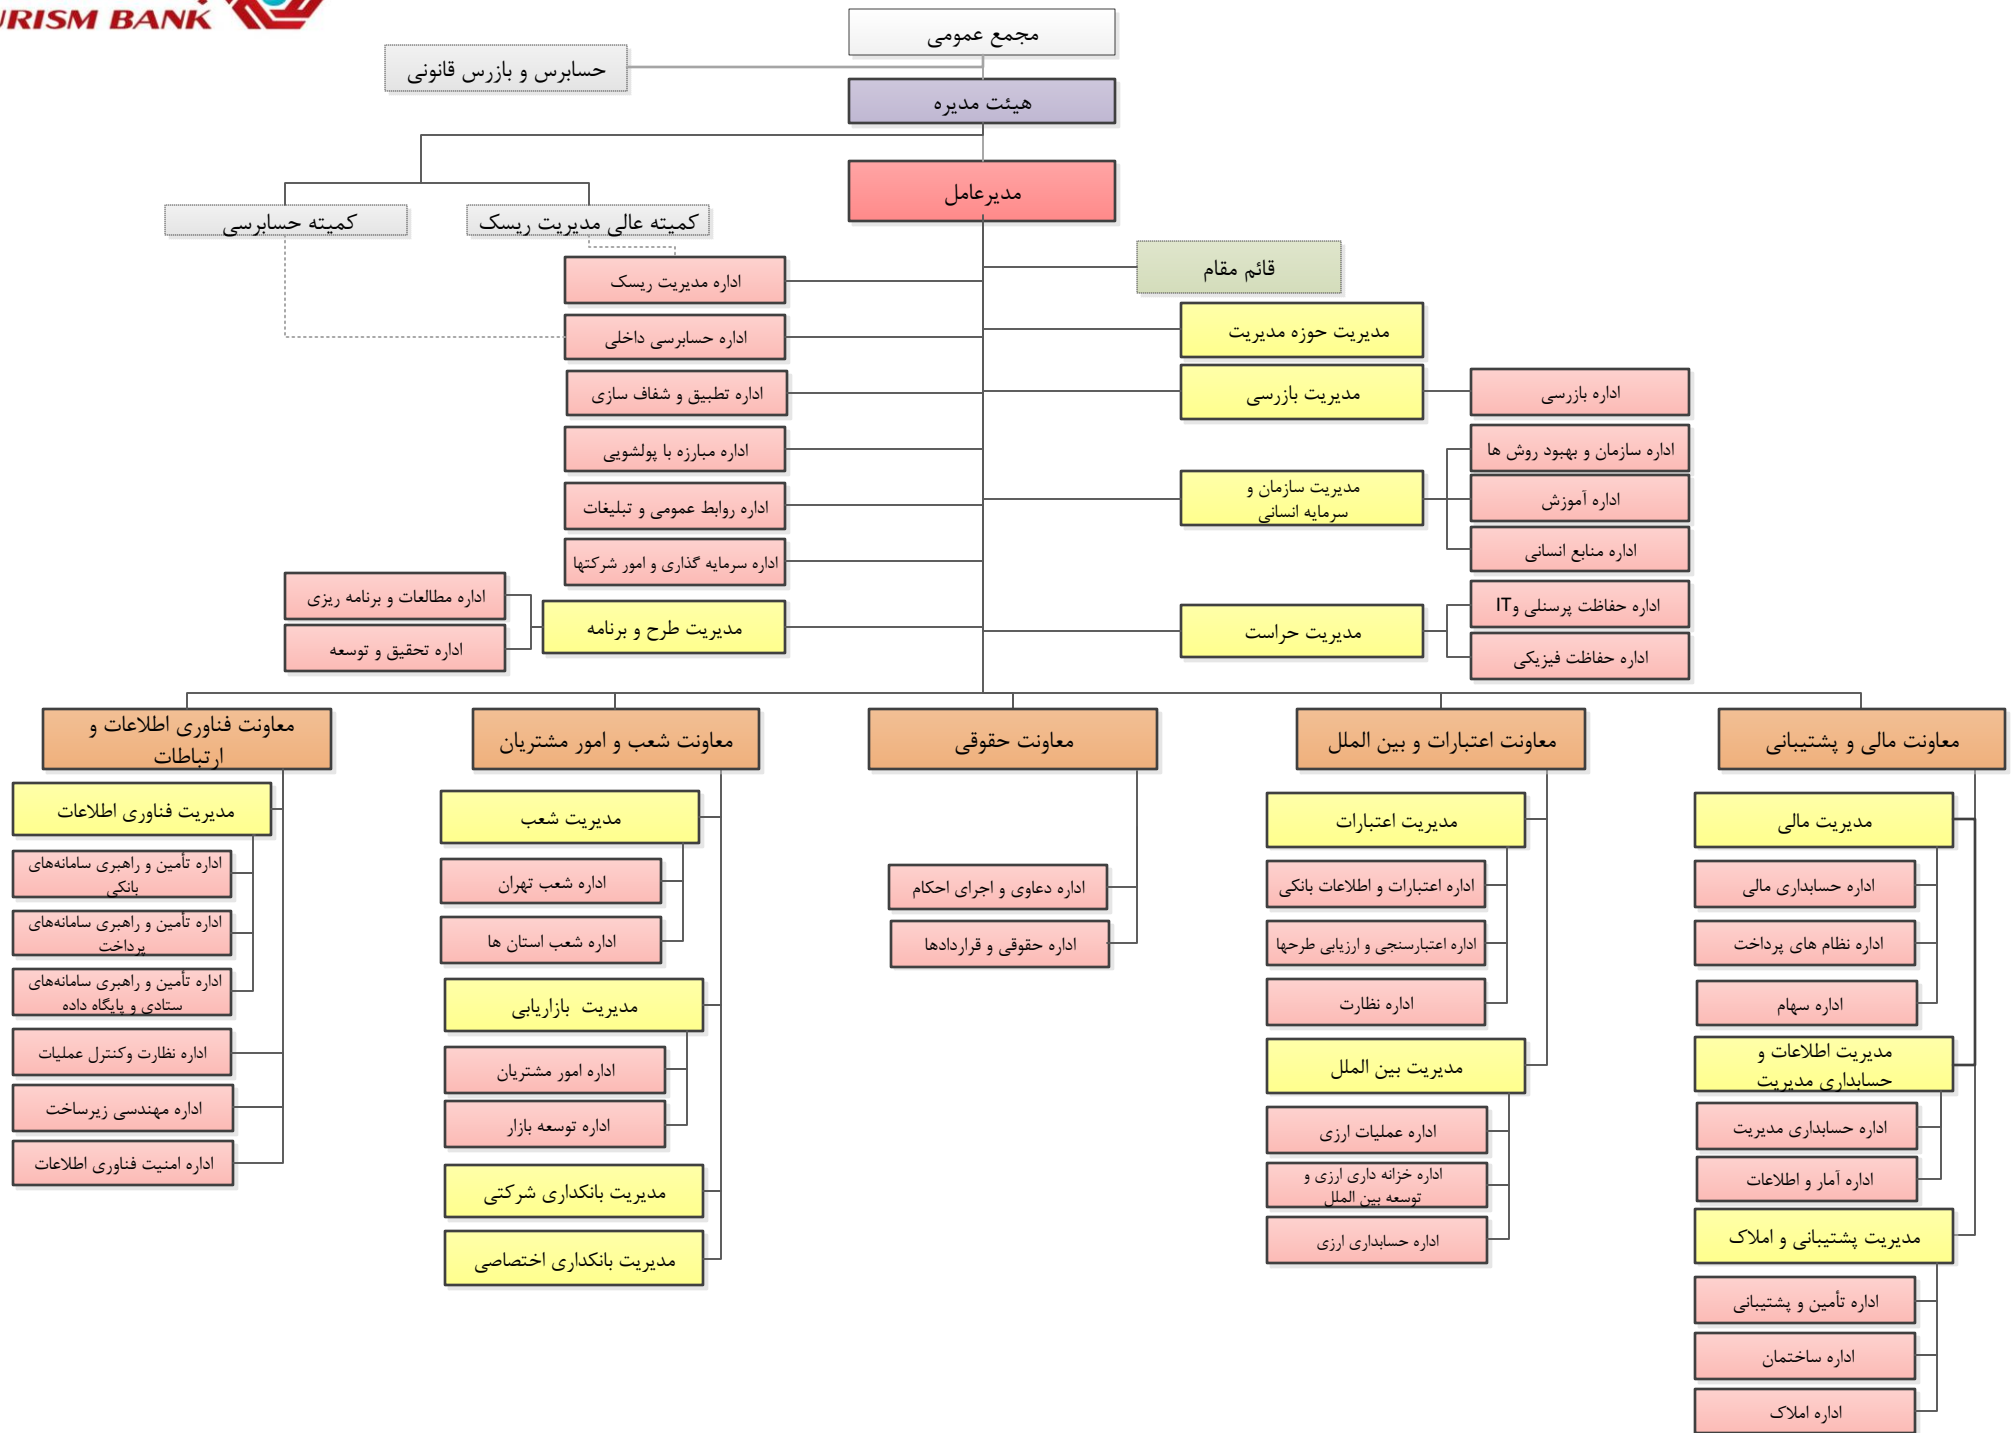 URISM BANK
مجمع عمومی
حسابرس و بازرس قانونی
هیئت مدیره
مدیرعامل
کمیته عالی مدیریت ریسک
کمیته حسابرسی
قائم مقام
اداره مدیریت ریسک
مدیریت حوزه مدیریت
اداره حسابرسی داخلی
مدیریت بازرسی
اداره بازرسی
اداره تطبیق و شفاف سازی
اداره مبارزه با پولشویی
اداره سازمان و بهبود روش ها
مدیریت سازمان و
سرمایه انسانی
اداره آموزش
اداره منابع انسانی
اداره روابط عمومی و تبلیغات
اداره سرمایه گذاری و امور شرکتها
مدیریت حراست
اداره حفاظت پرسنلی وIT
اداره حفاظت فیزیکی
مدیریت طرح و برنامه
اداره مطالعات و برنامه ریزی
اداره تحقیق و توسعه
معاونت مالی و پشتیبانی
مدیریت مالی
اداره حسابداری مالی
اداره نظام های پرداخت
اداره سهام
مدیریت اطلاعات و
حسابداری مدیریت
اداره حسابداری مدیریت
اداره آمار و اطلاعات
مدیریت پشتیبانی و املاک
اداره تأمین و پشتیبانی
اداره ساختمان
اداره املاک
معاونت اعتبارات و بین الملل
مدیریت اعتبارات
اداره اعتبارات و اطلاعات بانکی
اداره اعتبارسنجی و ارزیابی طرحها
اداره نظارت
مدیریت بین الملل
اداره عملیات ارزی
اداره خزانه داری ارزی و
توسعه بین الملل
اداره حسابداری ارزی
معاونت حقوقی
اداره دعاوی و اجرای احکام
اداره حقوقی و قراردادها
معاونت شعب و امور مشتریان
مدیریت شعب
اداره شعب تهران
اداره شعب استان ها
مدیریت بازاریابی
اداره امور مشتریان
اداره توسعه بازار
مدیریت بانکداری شرکتی
مدیریت بانکداری اختصاصی
معاونت فناوری اطلاعات و
ارتباطات
مدیریت فناوری اطلاعات
اداره تأمین و راهبری سامانه‌های
بانکی
اداره تأمین و راهبری سامانه‌های
پرداخت
اداره تأمین و راهبری سامانه‌های
ستادی و پایگاه داده
اداره نظارت وکنترل عملیات
اداره مهندسی زیرساخت
اداره امنیت فناوری اطلاعات